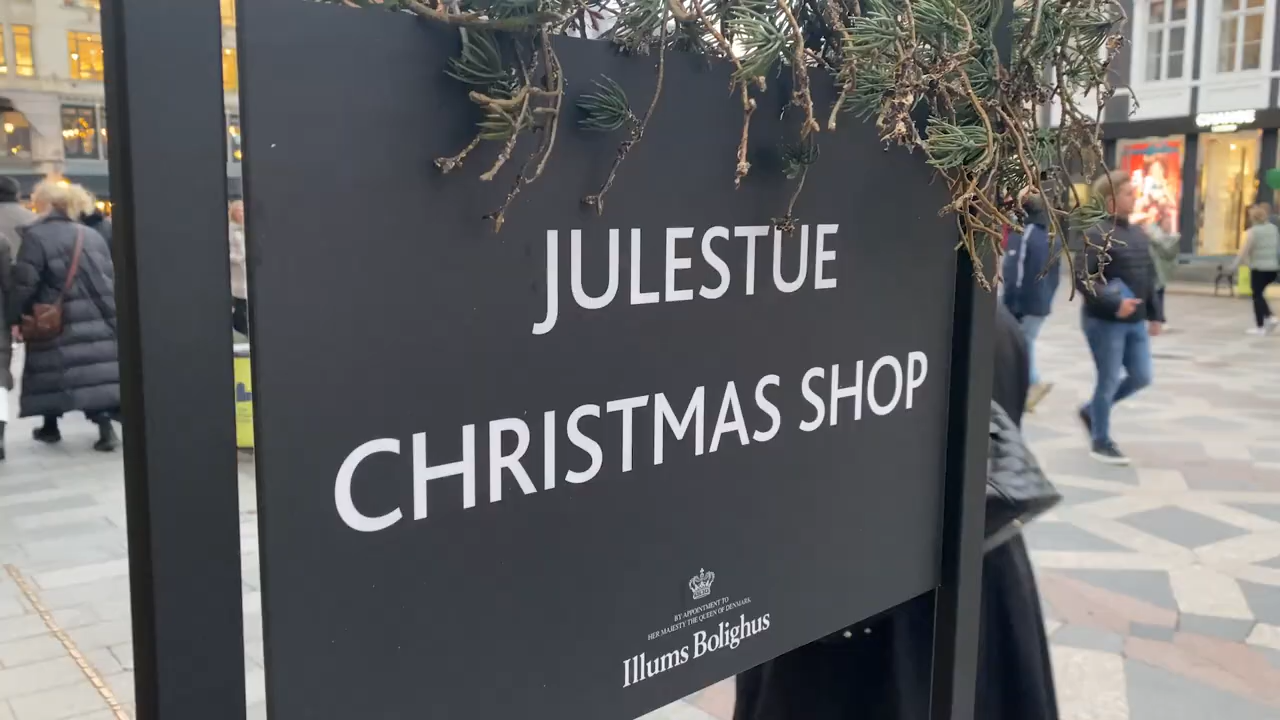 JULESTUE
CHRISTMAS SHOP
BY APPOINTMENT TO
HER MAJESTY THE QUEEN OF DENMARK
Illums Bolighus